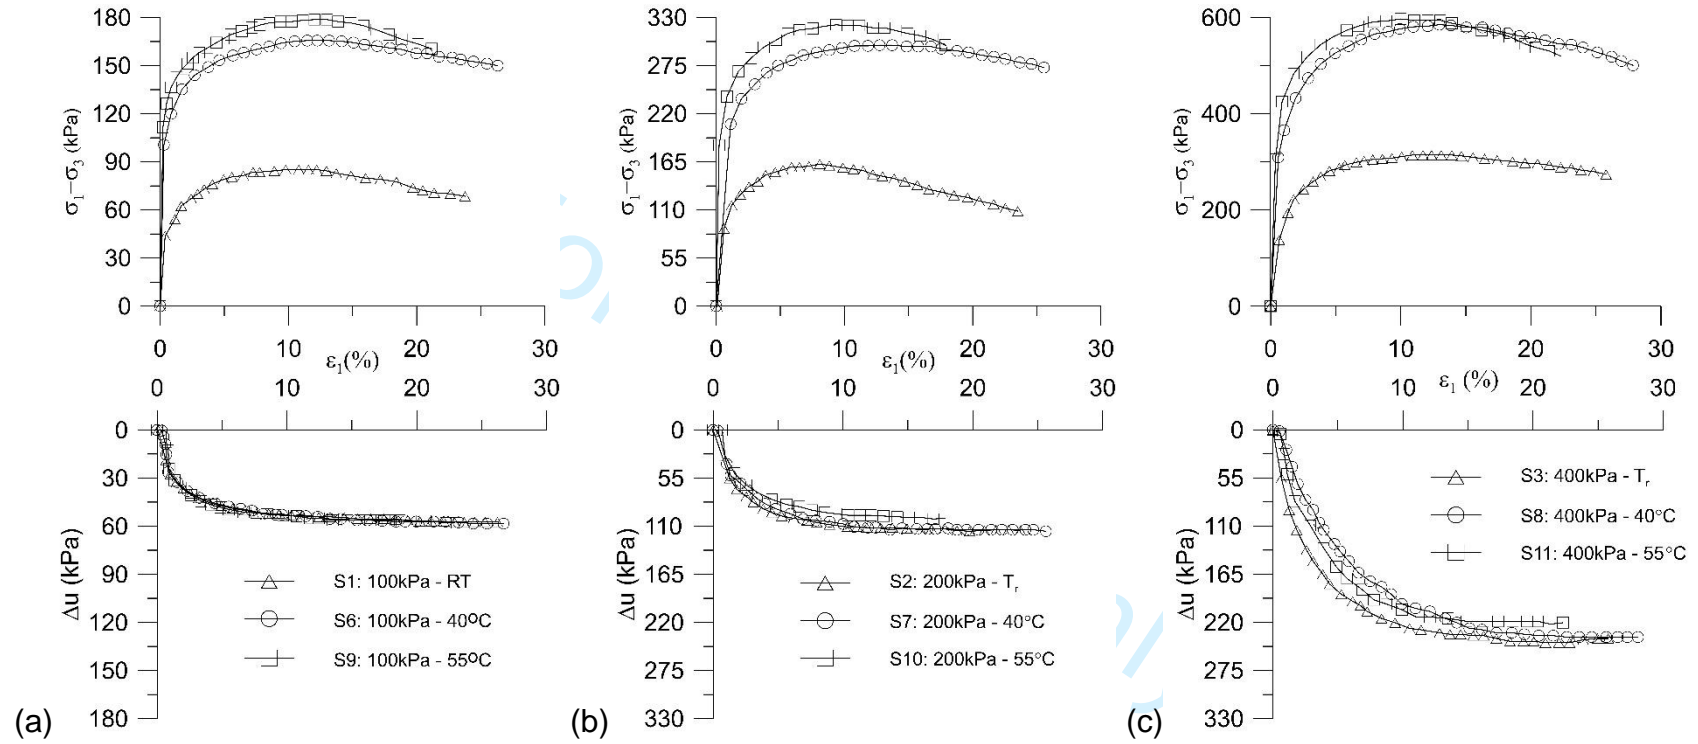 180
150
120
90
60
30
0
σ1−σ3 (kPa)
0 10 20 30
ε1(%)
0 10 20 30
0
30
60
90
120
150
180
Δu (kPa)
S1: 100kPa - RT
S6: 100kPa - 40ºC
S9: 100kPa - 55ºC
(a)
330
275
220
165
110
55
0
σ1−σ3 (kPa)
0 10 20 30
ε1(%)
0 10 20 30
0
55
110
165
220
275
330
Δu (kPa)
S2: 200kPa - Tr
S7: 200kPa - 40°C
S10: 200kPa - 55°C
(b)
600
400
200
0
σ1−σ3 (kPa)
0 10 20 30
ε1 (%)
0 10 20 30
0
55
110
165
220
275
330
Δu (kPa)
S3: 400kPa - Tr
S8: 400kPa - 40°C
S11: 400kPa - 55°C
(c)